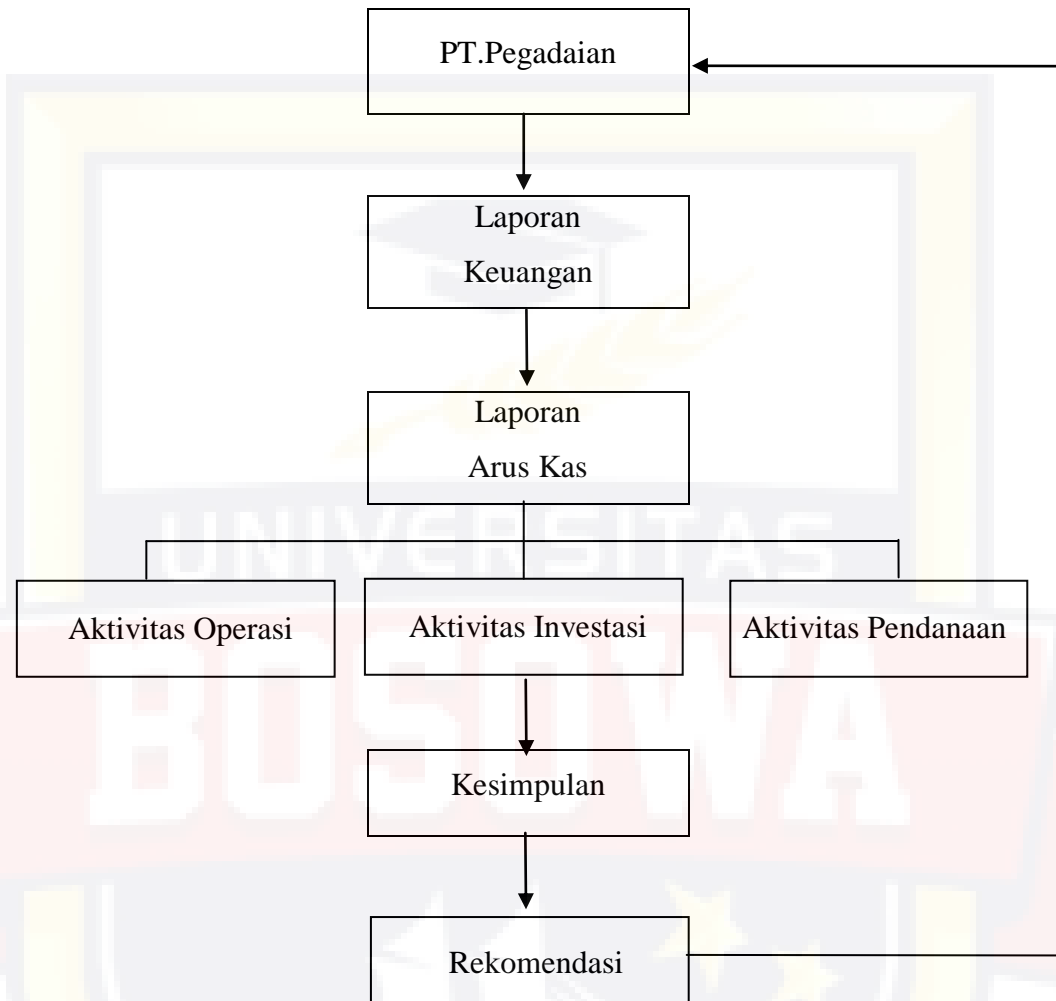 PT.Pegadaian
Laporan
Keuangan
Laporan
Arus Kas
UNIVERSITAS
Aktivitas Operasi
Aktivitas Investasi
Aktivitas Pendanaan
BOSOWA
Kesimpulan
Rekomendasi